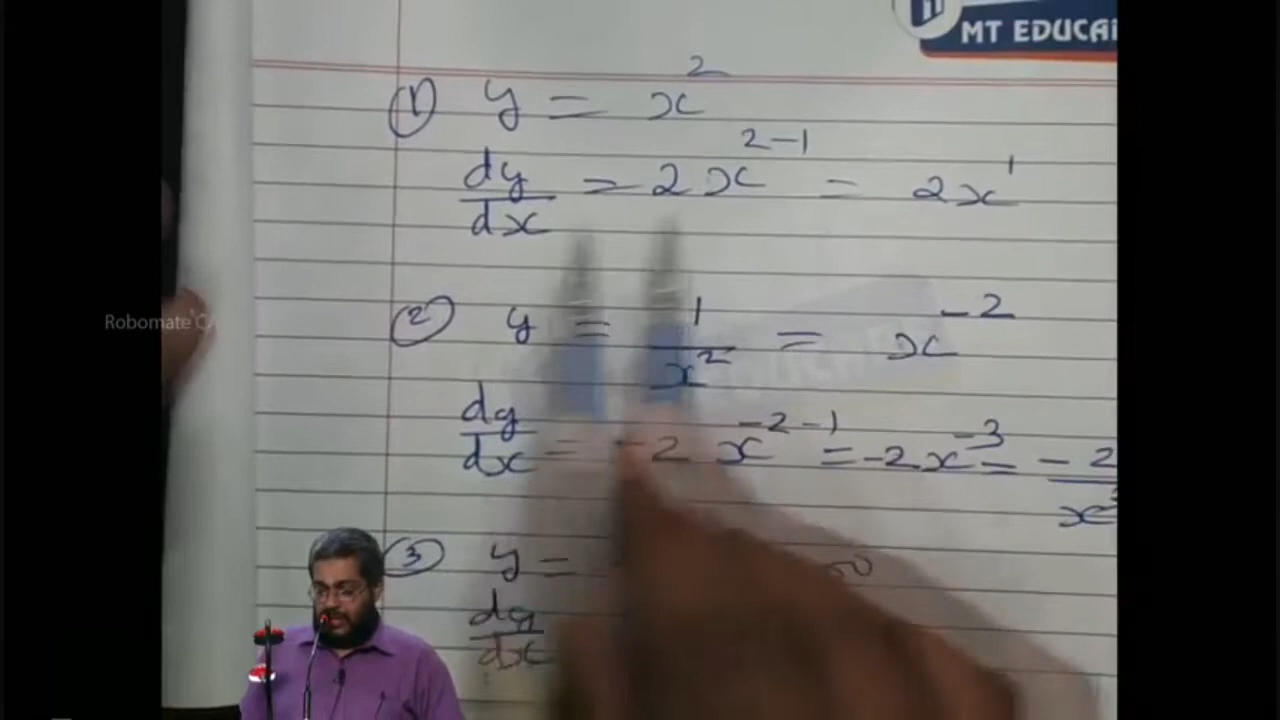 MT EDUCA
① y = x² 
dy/dx = 2x²⁻¹ = 2x¹
② y = 1/x² = x⁻²
dy/dx = -2 x⁻²⁻¹ = -2x⁻³ = -2/x³
Robomate
③ y =
dy/dx